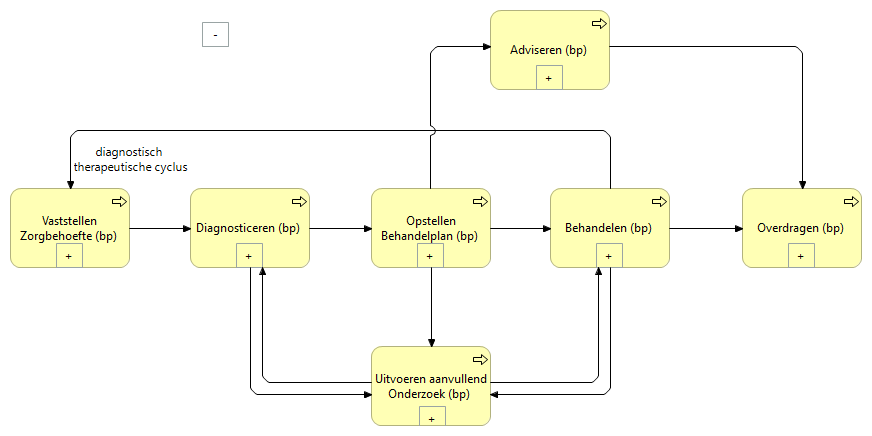 -
Adviseren (bp)
+
diagnostisch
therapeutische cyclus
Vaststellen
Zorgbehoefte (bp)
+
Diagnosticeren (bp)
+
Opstellen
Behandelplan (bp)
+
Behandelen (bp)
+
Overdragen (bp)
+
Uitvoeren aanvullend
Onderzoek (bp)
+